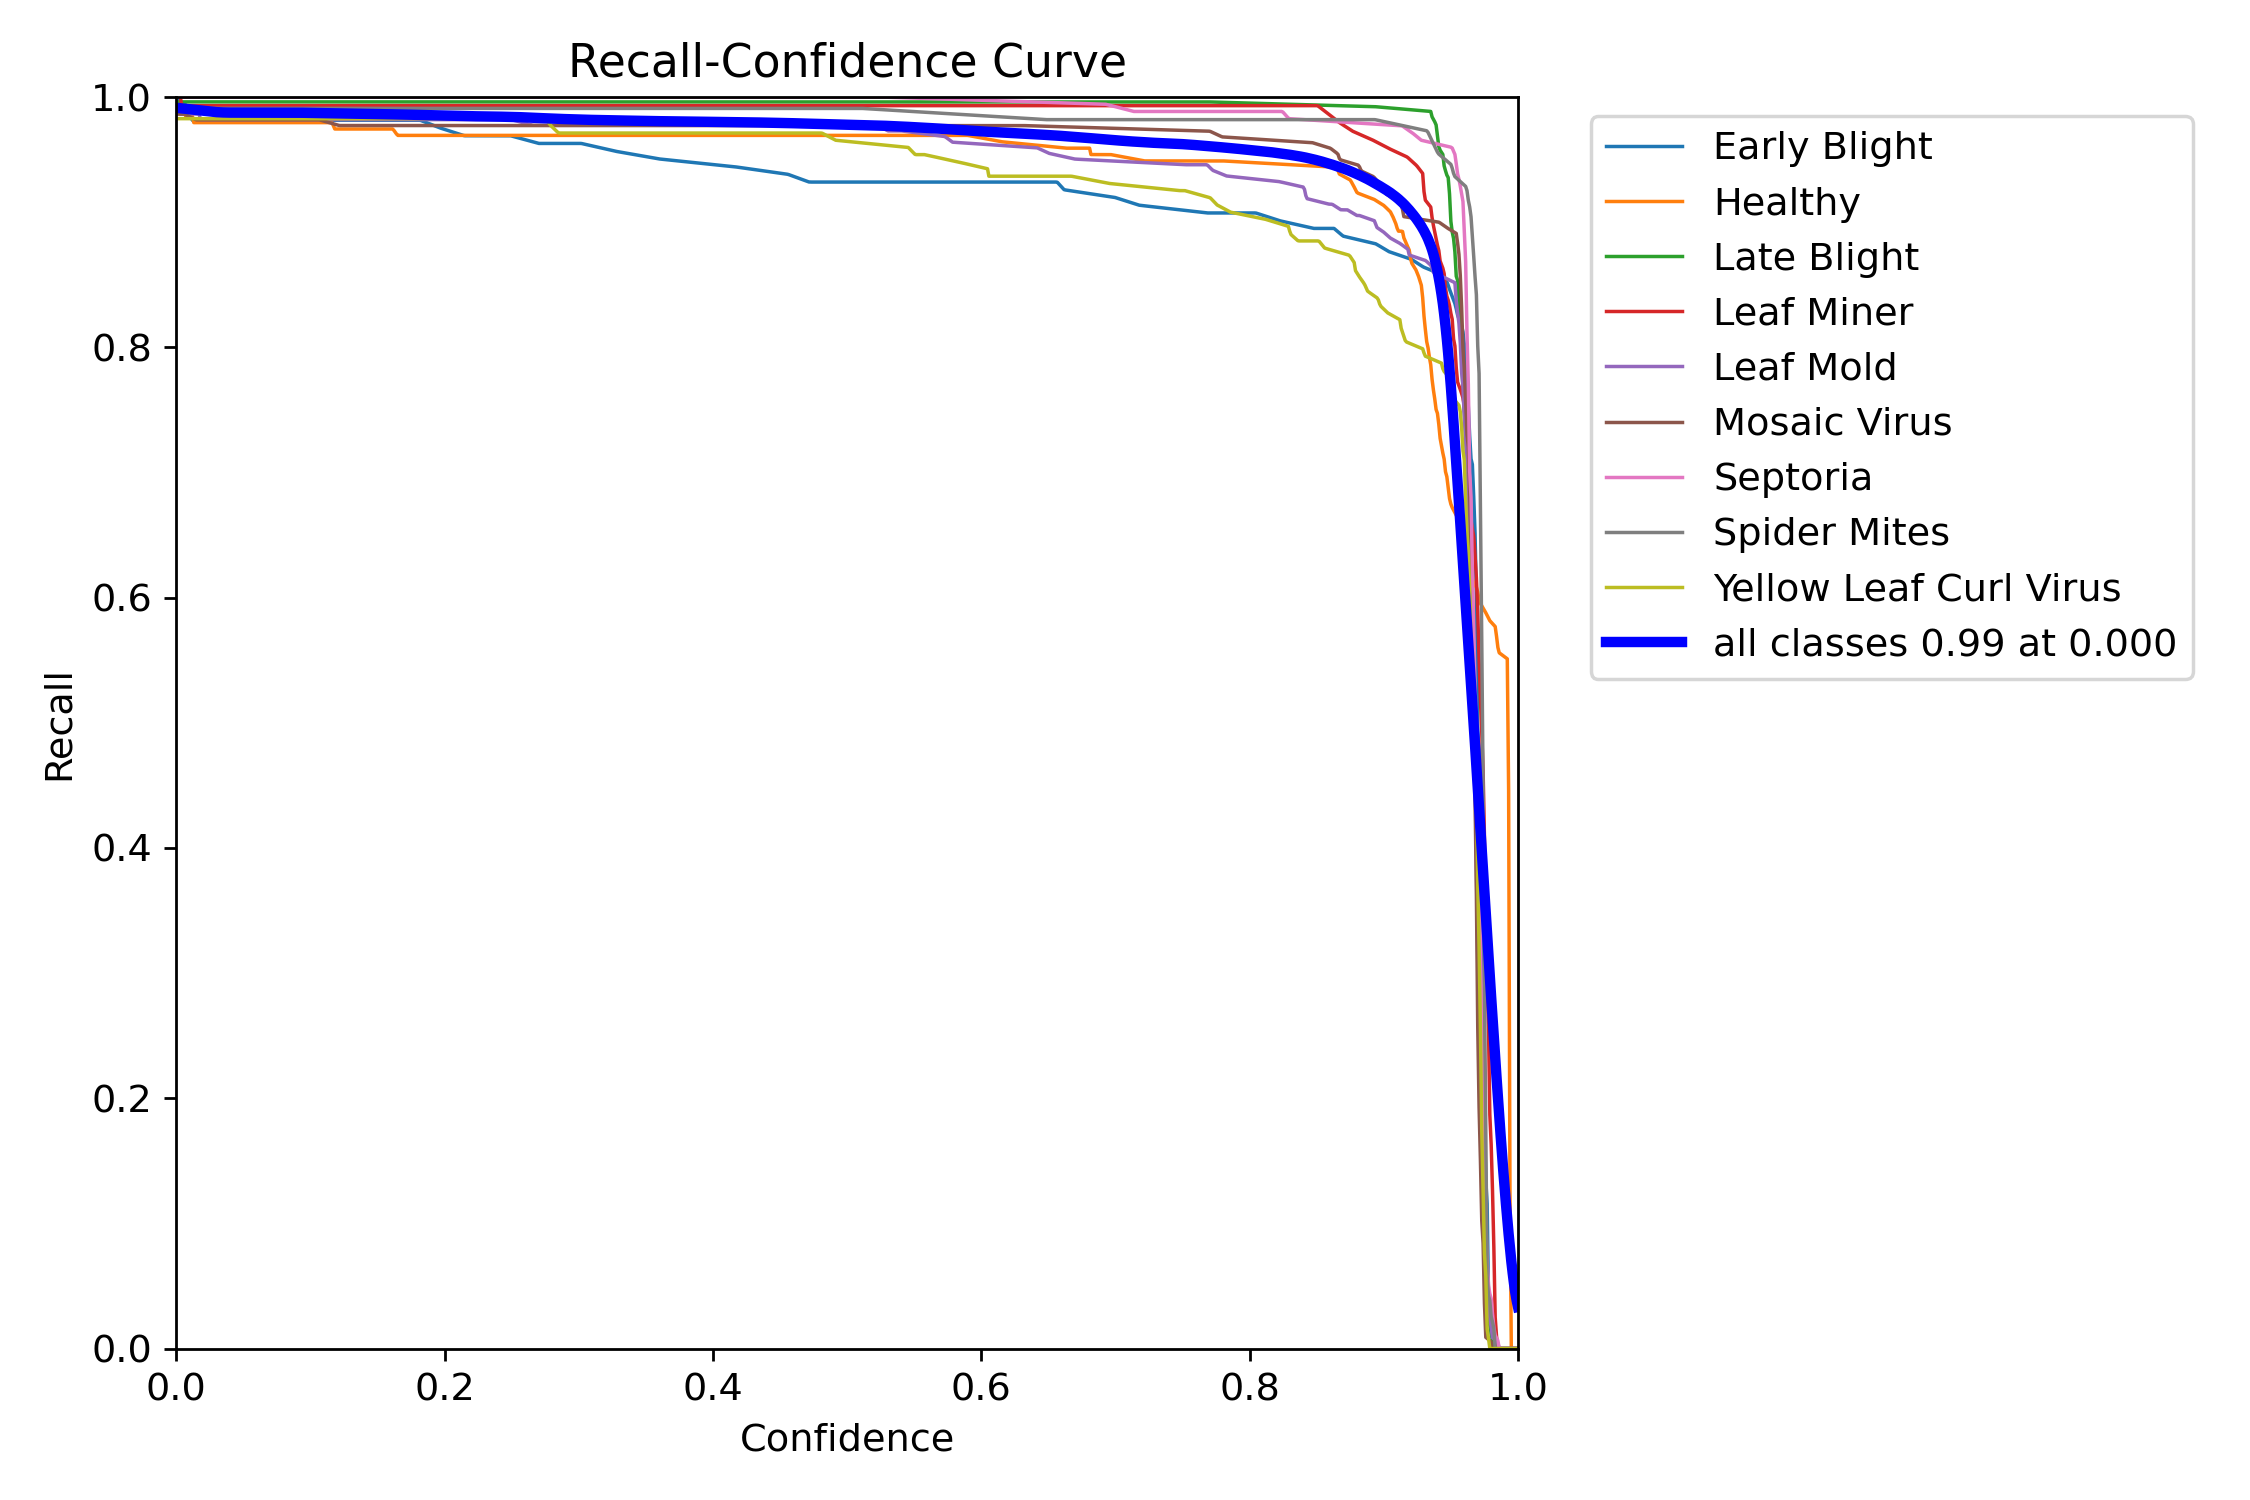 Recall-Confidence Curve
1.0
0.8
0.6
0.4
0.2
0.0
Recall
0.0 0.2 0.4 0.6 0.8 1.0
Confidence
Early Blight
Healthy
Late Blight
Leaf Miner
Leaf Mold
Mosaic Virus
Septoria
Spider Mites
Yellow Leaf Curl Virus
all classes 0.99 at 0.000